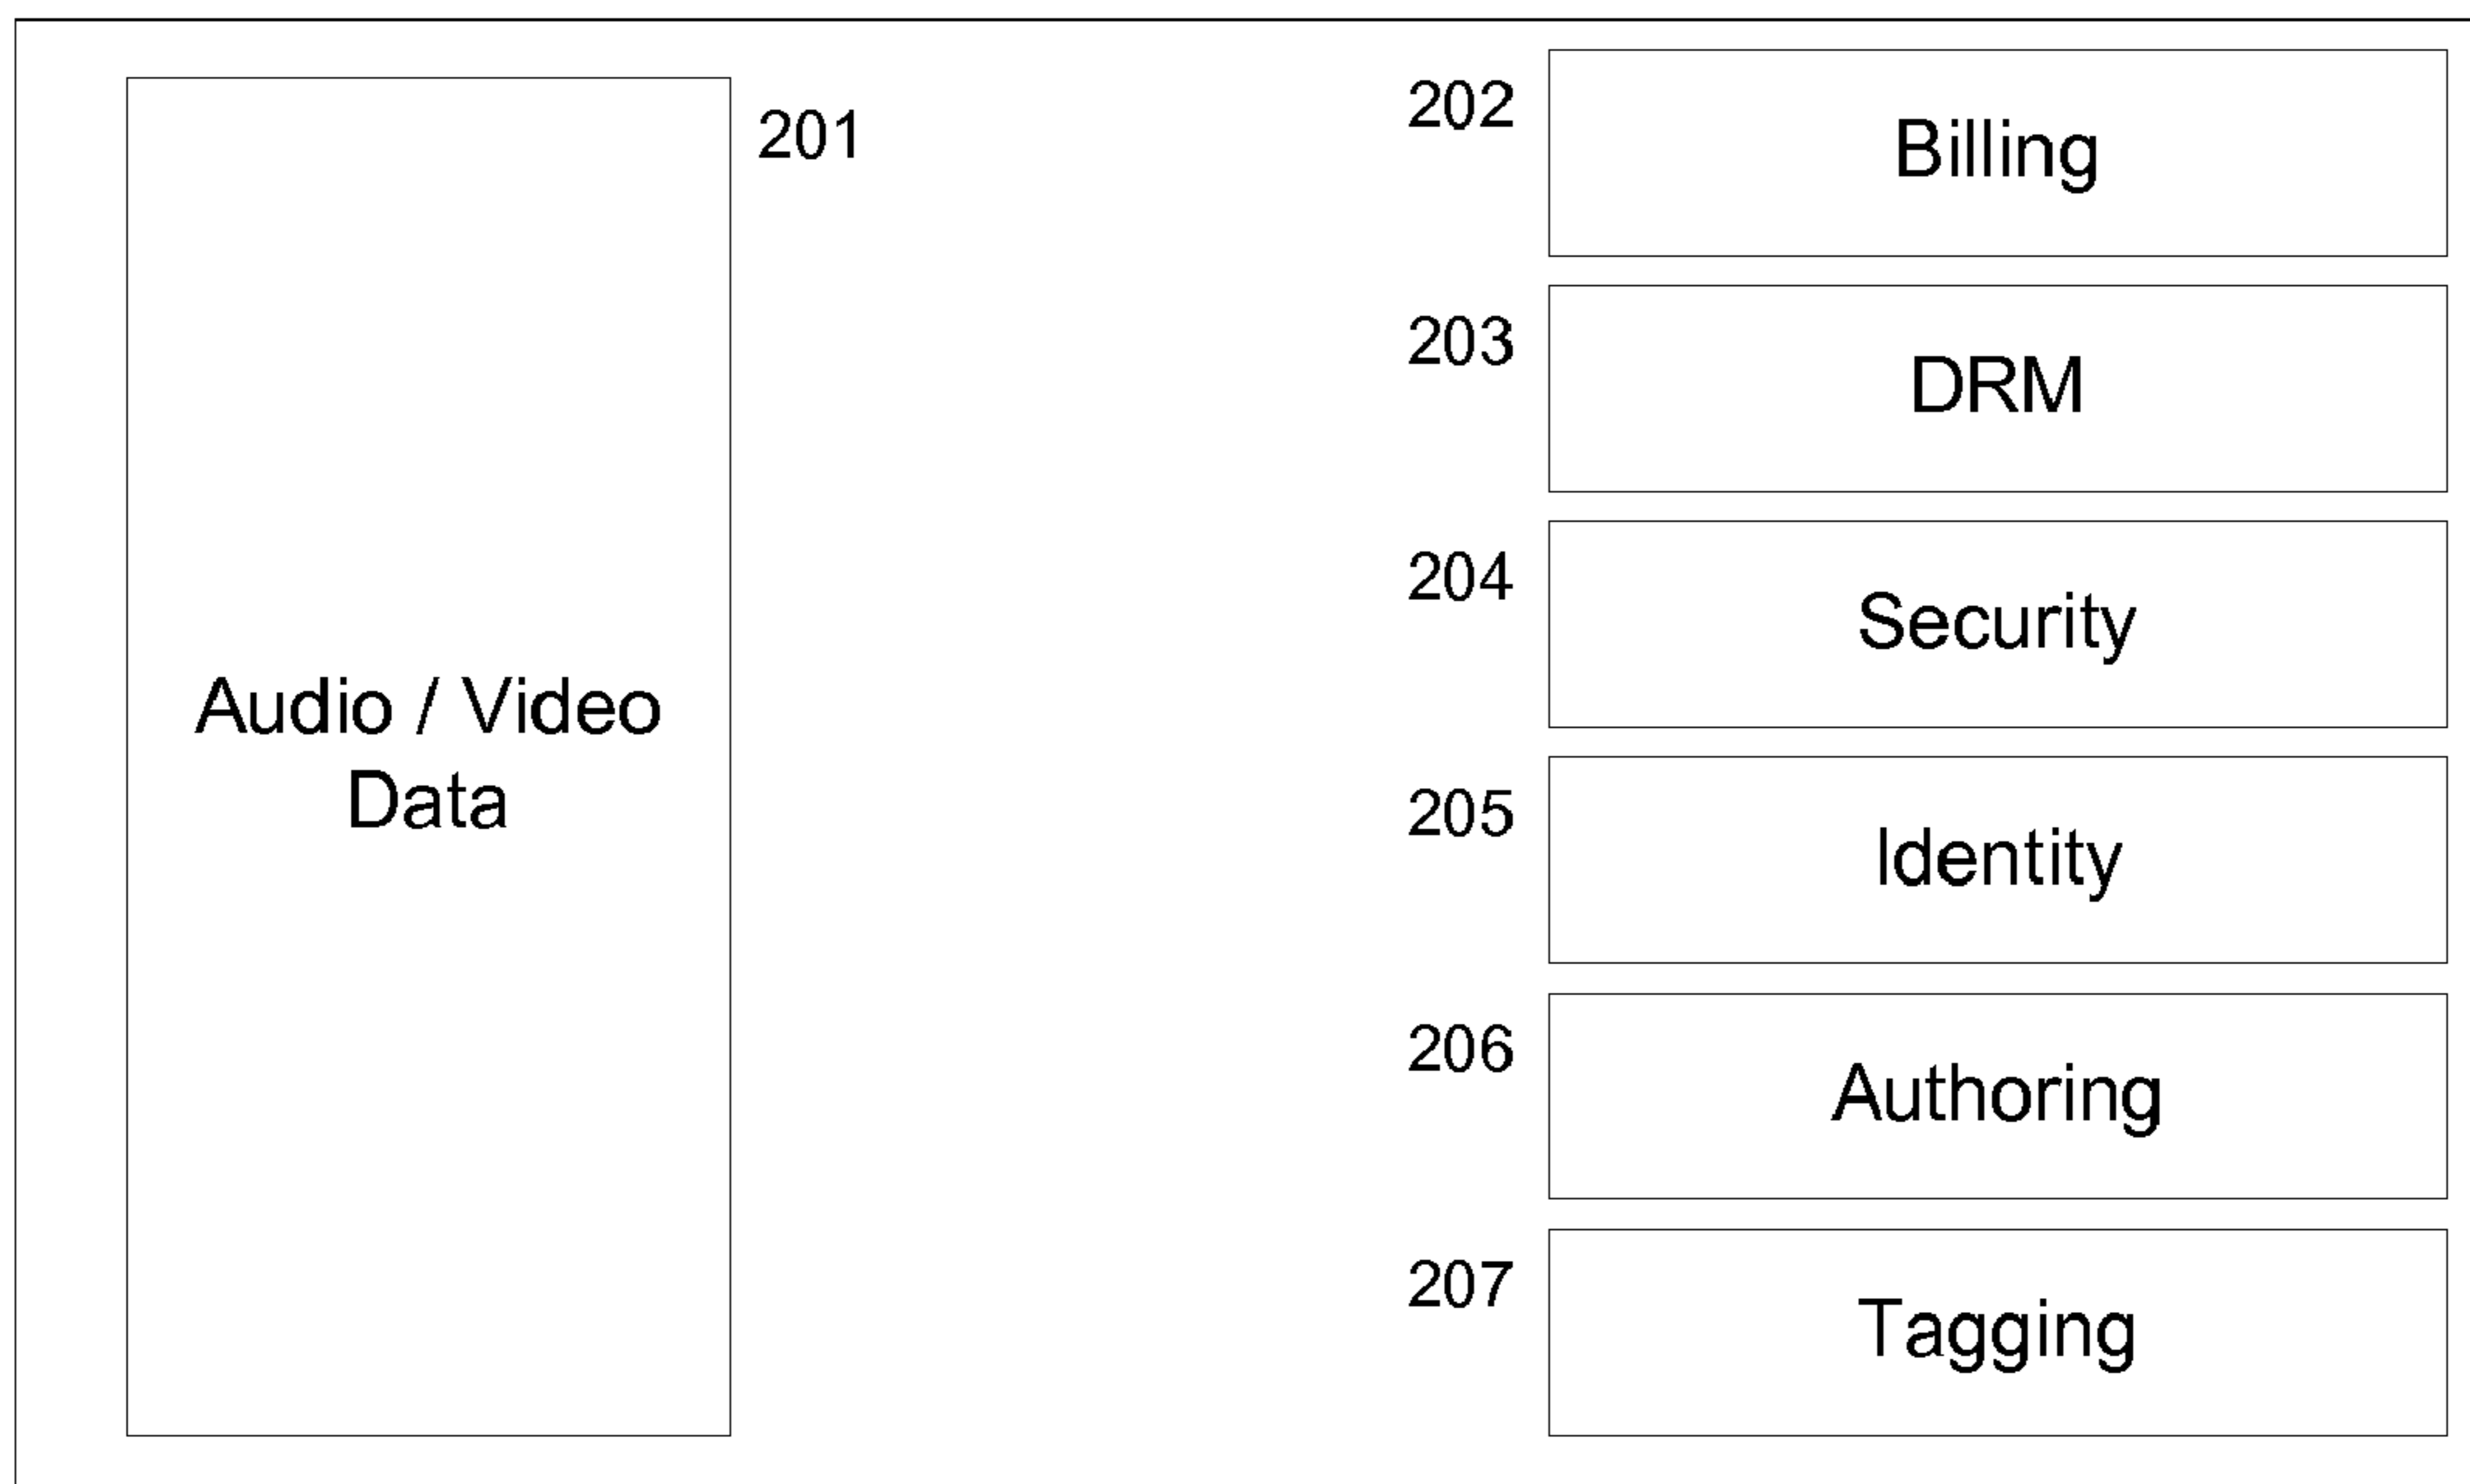 201
Audio / Video
Data
202
Billing
203
DRM
204
Security
205
Identity
206
Authoring
207
Tagging